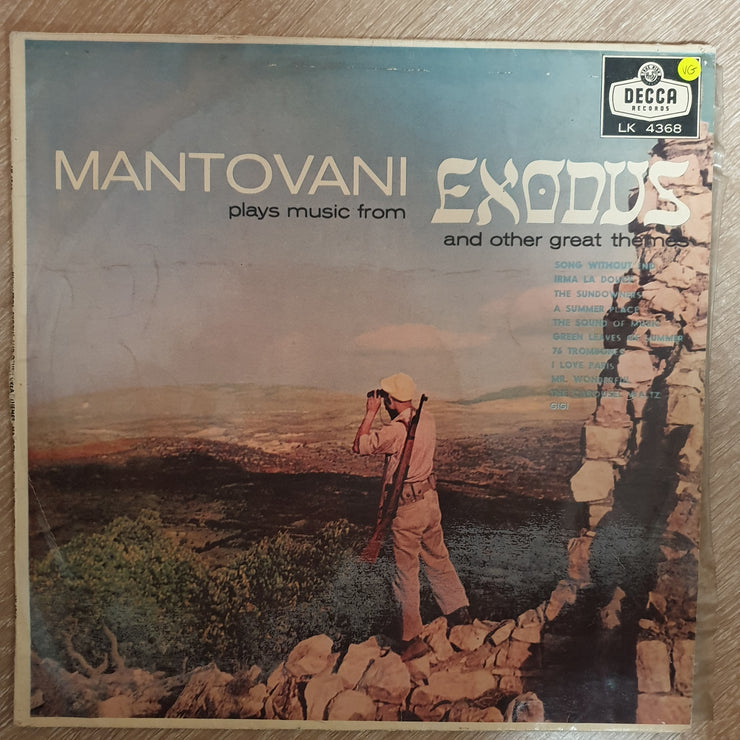 VG
DECCA
RECORDS
LK 4368
MANTOVANI EXODUS
plays music from
and other great themes
SONG WITHOUT END
IRMA LA DOUCE
THE SUNDOWNERS
A SUMMER PLACE
THE SOUND OF MUSIC
GREEN LEAVES OF SUMMER
76 TROMBONES
I LOVE PARIS
MR. WONDERFUL
THE CAROUSEL WALTZ
GIGI